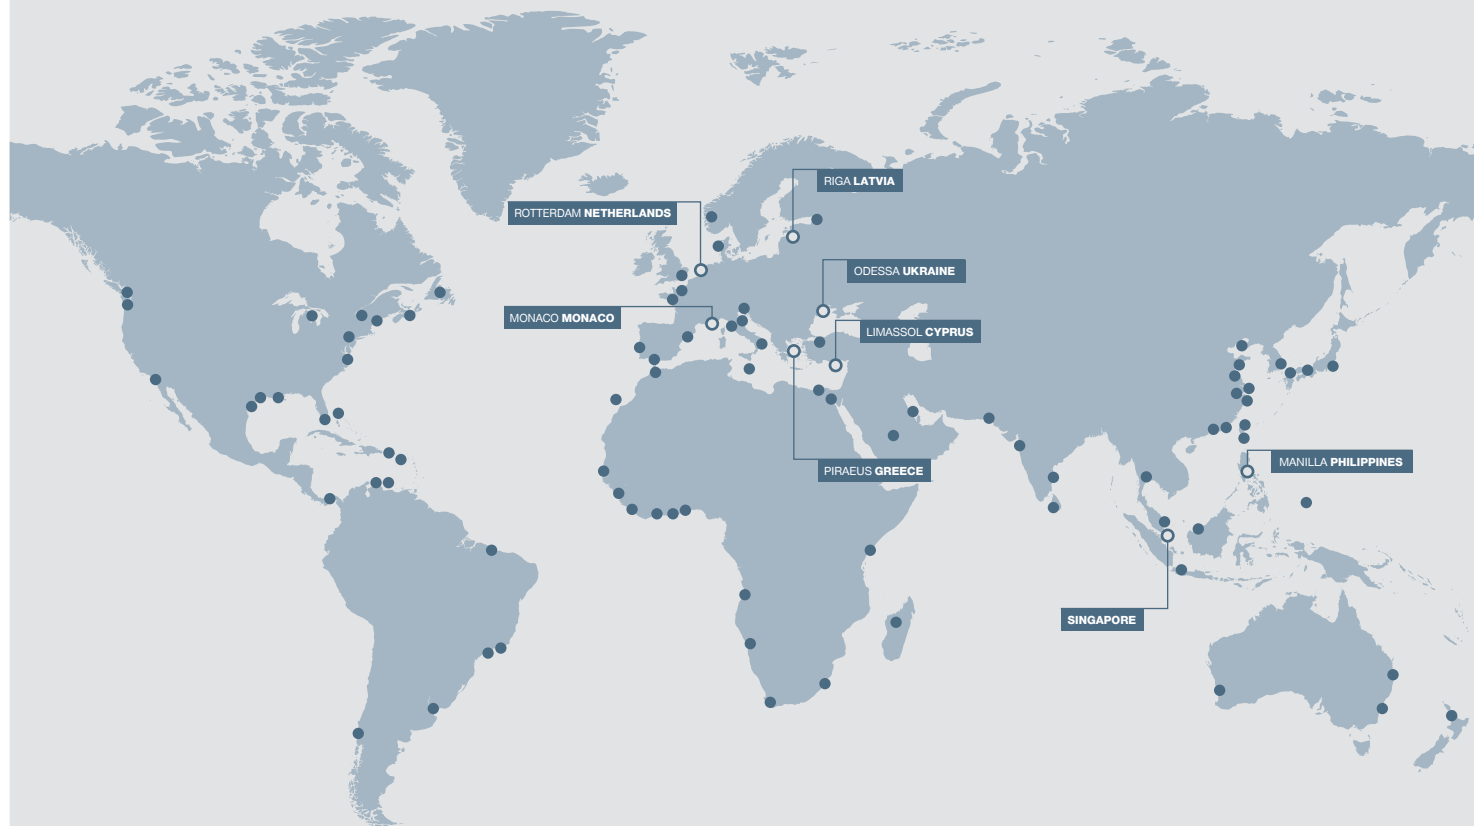 RIGA LATVIA
ROTTERDAM NETHERLANDS
ODESSA UKRAINE
MONACO MONACO
LIMASSOL CYPRUS
PIRAEUS GREECE
MANILLA PHILIPPINES
SINGAPORE